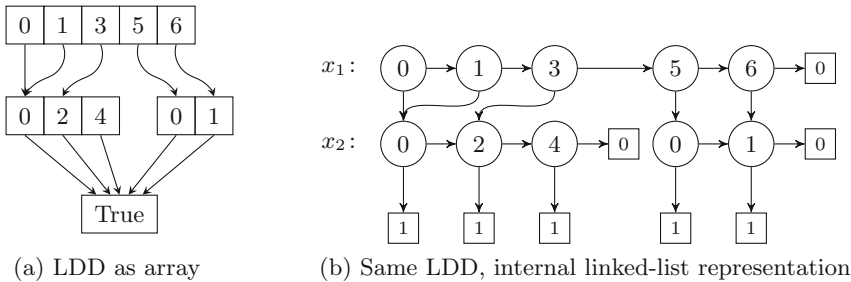 0 1 3 5 6
0 2 4 0 1
True
(a) LDD as array
x₁: 0 1 3 5 6 0
x₂: 0 2 4 0 0 1 0
1 1 1 1 1
(b) Same LDD, internal linked-list representation